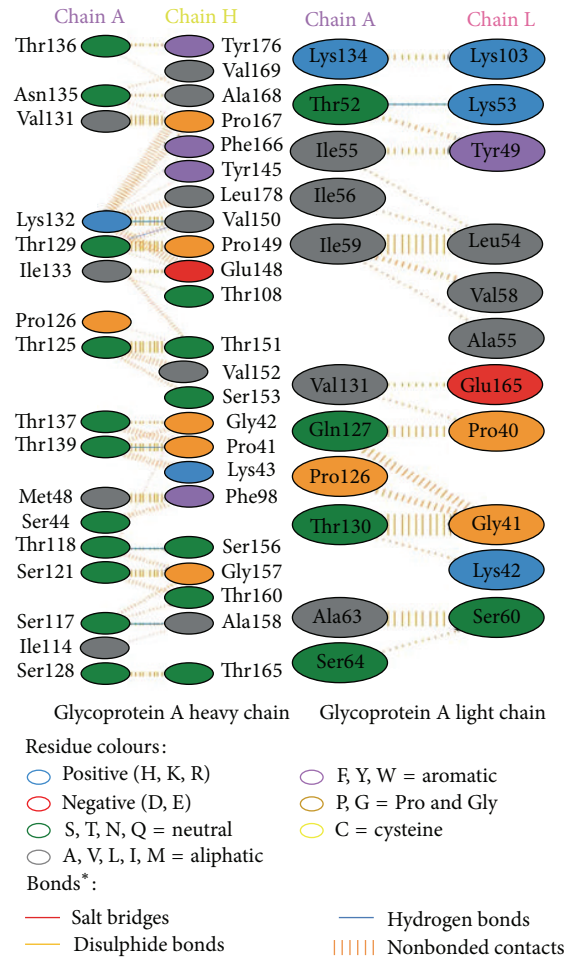 Chain A Chain H
Thr136 Tyr176
Val169
Asn135 Ala168
Val131 Pro167
Phe166
Tyr145
Leu178
Lys132 Val150
Thr129 Pro149
Ile133 Glu148
Thr108
Pro126
Thr125 Thr151
Val152
Ser153
Thr137 Gly42
Thr139 Pro41
Lys43
Met48 Phe98
Ser44
Thr118 Ser156
Ser121 Gly157
Thr160
Ser117 Ala158
Ile114
Ser128 Thr165
Glycoprotein A heavy chain
Chain A Chain L
Lys134 Lys103
Thr52 Lys53
Ile55 Tyr49
Ile56
Ile59 Leu54
Val58
Ala55
Val131 Glu165
Gln127 Pro40
Pro126
Thr130 Gly41
Lys42
Ala63 Ser60
Ser64
Glycoprotein A light chain
Residue colours:
Positive (H, K, R)
Negative (D, E)
S, T, N, Q = neutral
A, V, L, I, M = aliphatic
F, Y, W = aromatic
P, G = Pro and Gly
C = cysteine
Bonds*:
Salt bridges
Disulphide bonds
Hydrogen bonds
Nonbonded contacts